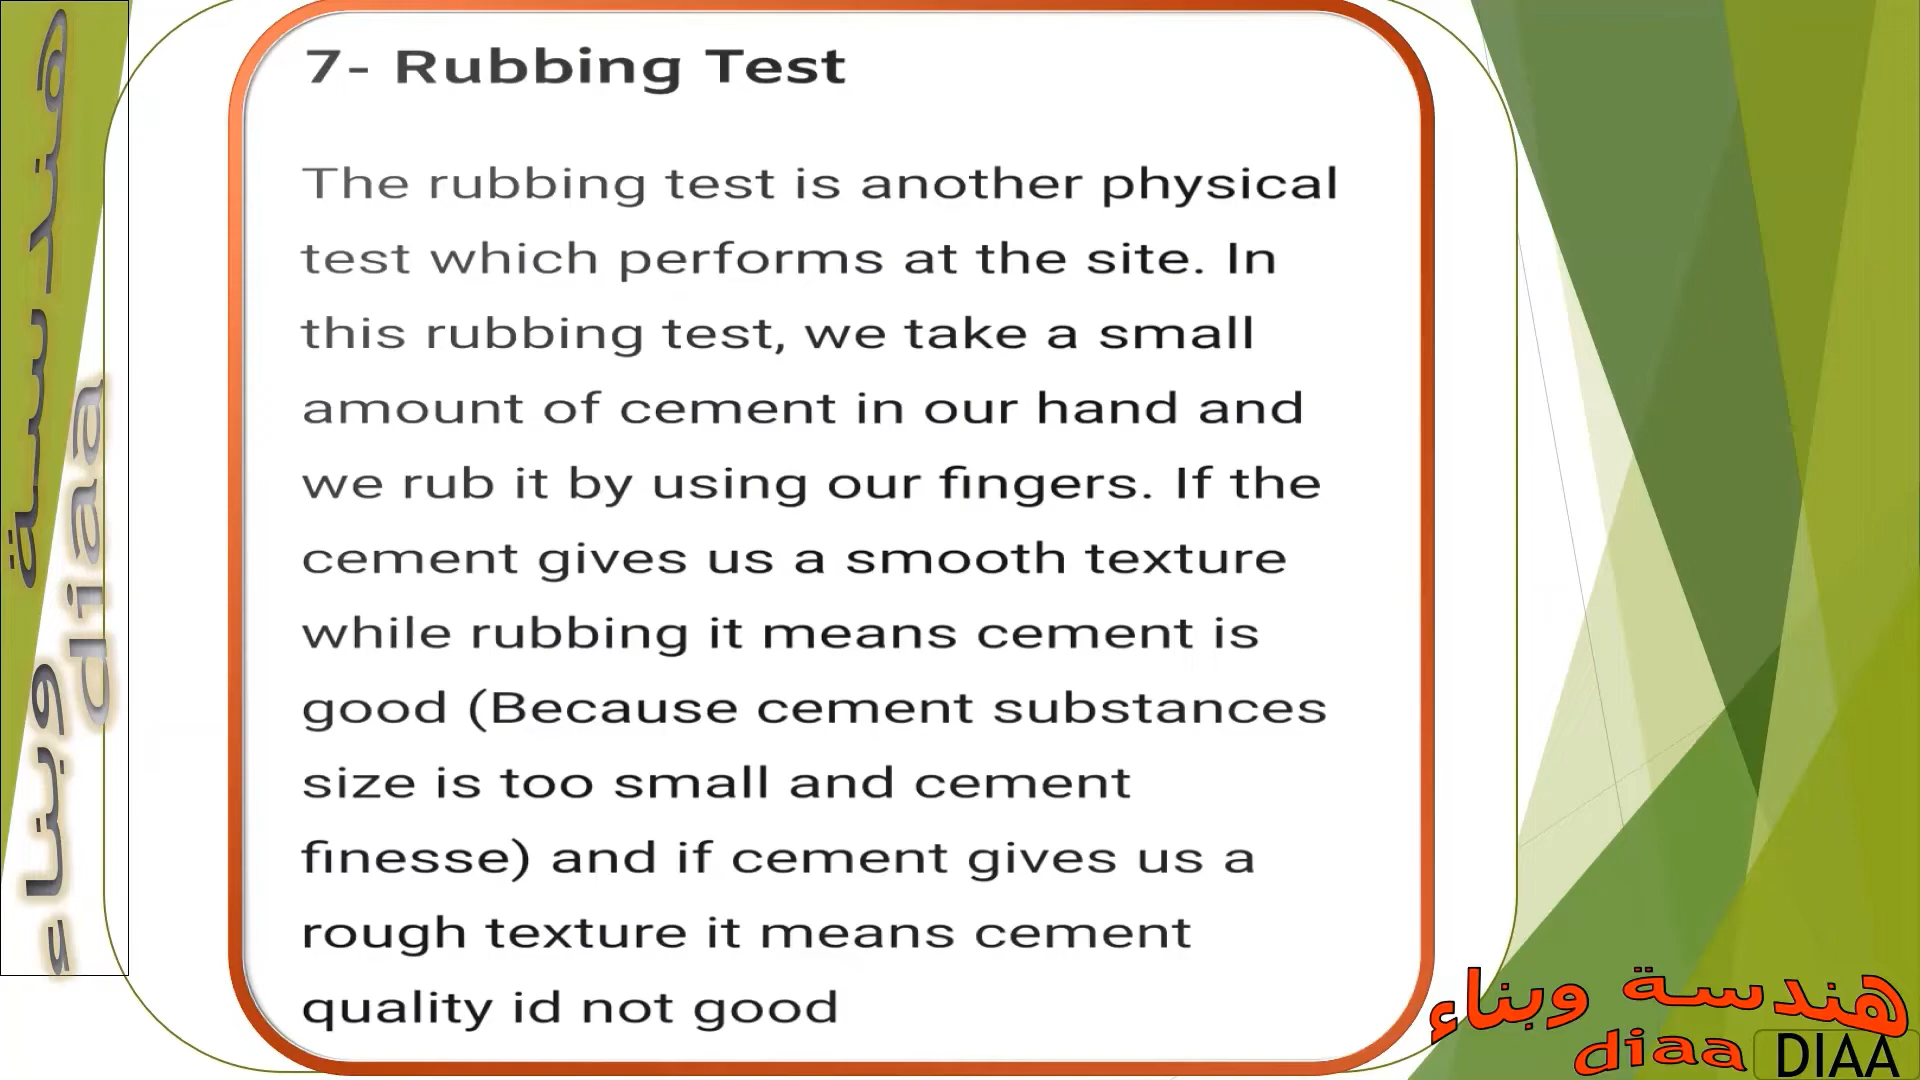 7- Rubbing Test
The rubbing test is another physical
test which performs at the site. In
this rubbing test, we take a small
amount of cement in our hand and
we rub it by using our fingers. If the
cement gives us a smooth texture
while rubbing it means cement is
good (Because cement substances
size is too small and cement
finesse) and if cement gives us a
rough texture it means cement
quality id not good
هندسة وبناء
diaa
هندسة وبناء
diaa
DIAA